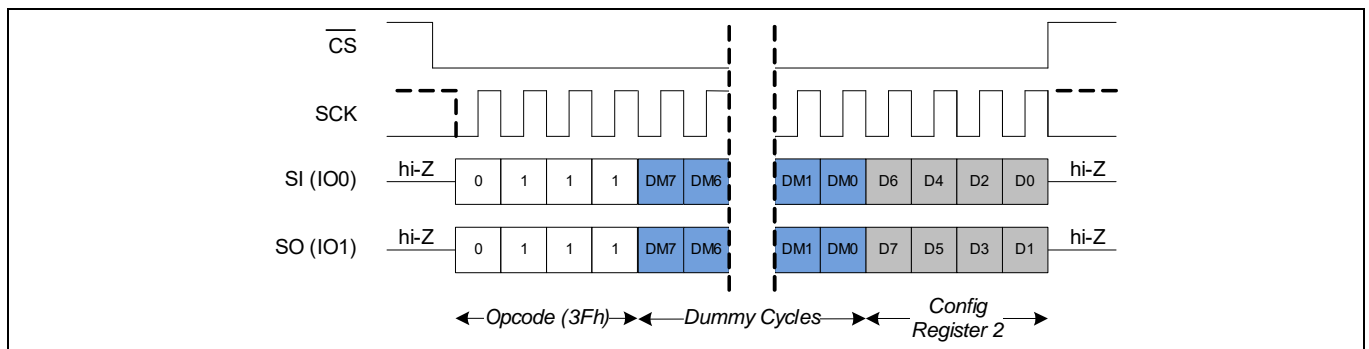 CS
SCK
SI (IO0) hi-Z 0 1 1 1 DM7 DM6 DM1 DM0 D6 D4 D2 D0 hi-Z
SO (IO1) hi-Z 0 1 1 1 DM7 DM6 DM1 DM0 D7 D5 D3 D1 hi-Z
Opcode (3Fh) Dummy Cycles Config
Register 2